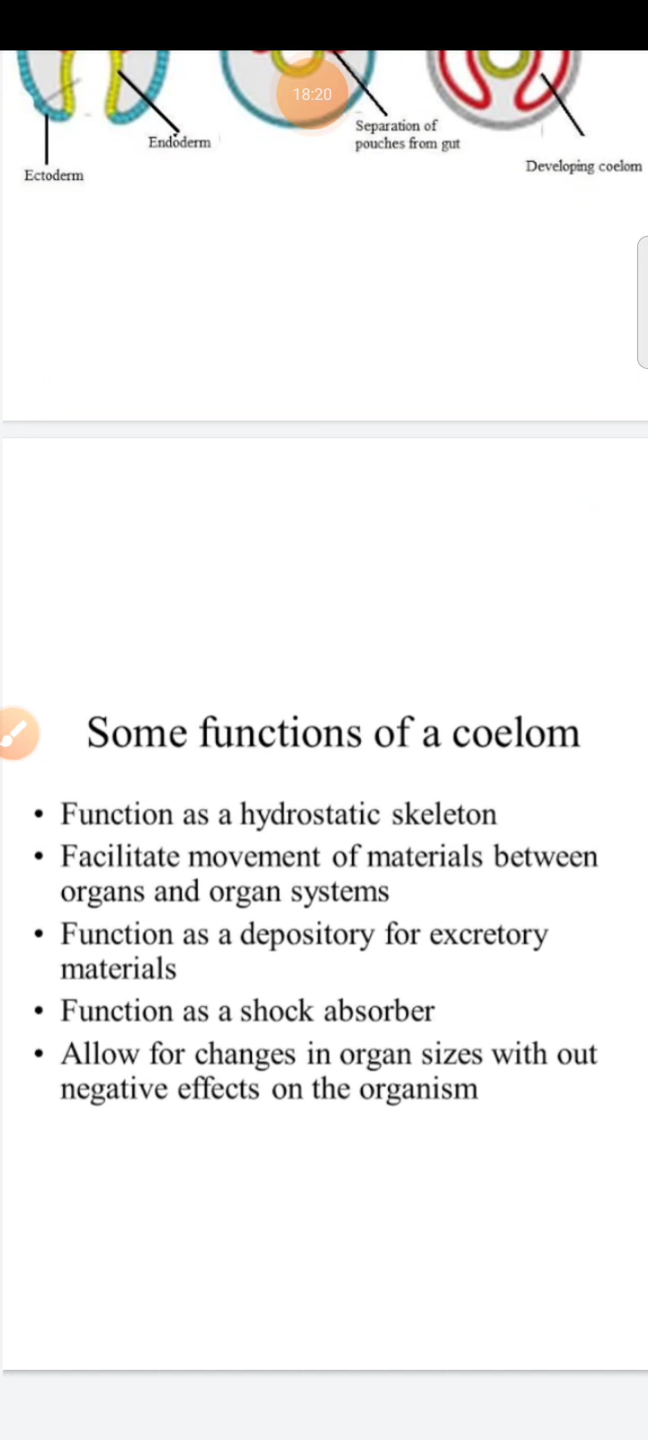 18:20
Separation of
pouches from gut
Endoderm
Developing coelom
Ectoderm
Some functions of a coelom
• Function as a hydrostatic skeleton
• Facilitate movement of materials between
organs and organ systems
• Function as a depository for excretory
materials
• Function as a shock absorber
• Allow for changes in organ sizes with out
negative effects on the organism